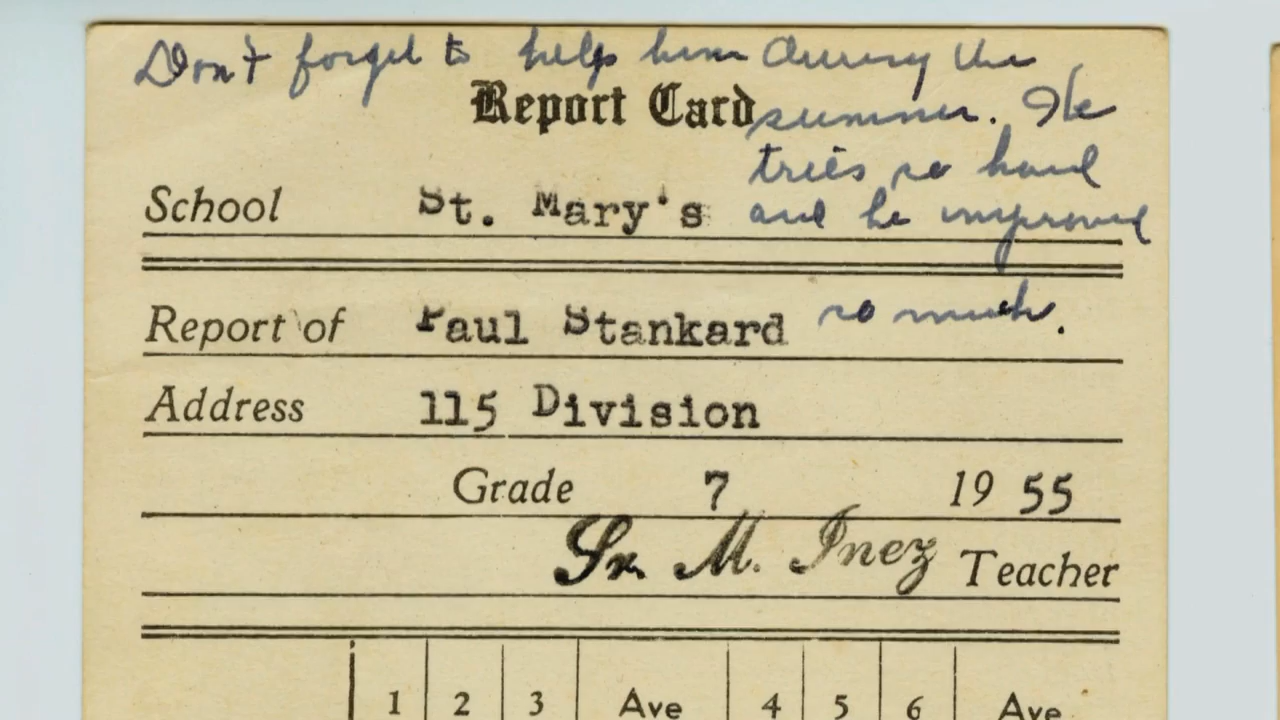 Don't forget to help him during the
Report Card summer. He
tries so hard
School St. Mary's and he improved
Report of Paul Stankard so much.
Address 115 Division
Grade 7 19 55
Sr. M. Inez Teacher
1 2 3 Ave 4 5 6 Ave.